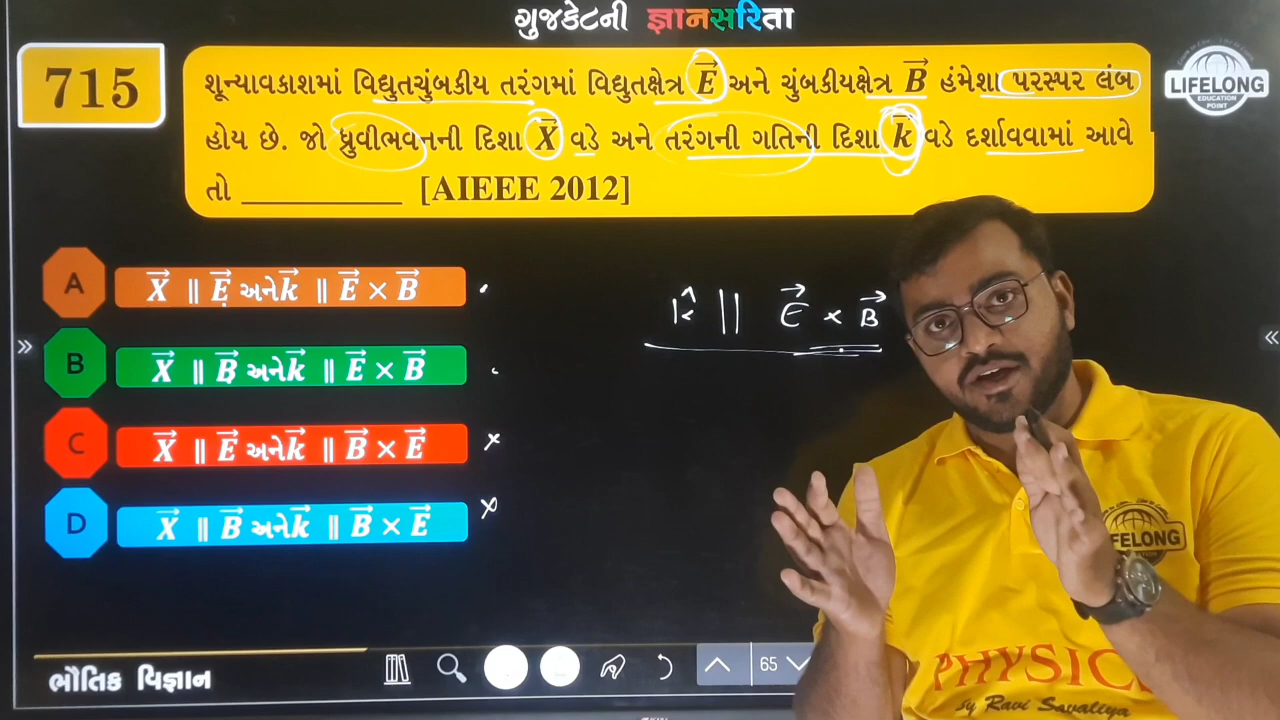 ગુજકેટની જ્ઞાનસરિતા
715
શૂન્યાવકાશમાં વિદ્યુતચુંબકીય તરંગમાં વિદ્યુતક્ષેત્ર E⃗ અને ચુંબકીયક્ષેત્ર B⃗ હંમેશા પરસ્પર લંબ
હોય છે. જો ધ્રુવીભવનની દિશા X⃗ વડે અને તરંગની ગતિની દિશા k⃗ વડે દર્શાવવામાં આવે
તો __________ [AIEEE 2012]
LIFELONG
EDUCATION
POINT
A X⃗ || E⃗ અને k⃗ || E⃗ × B⃗
B X⃗ || B⃗ અને k⃗ || E⃗ × B⃗
C X⃗ || E⃗ અને k⃗ || B⃗ × E⃗ ×
D X⃗ || B⃗ અને k⃗ || B⃗ × E⃗ ×
k̂ || E⃗ × B⃗
FELONG
PHYSIC
by Ravi Savaliya
ભૌતિક વિજ્ઞાન
65